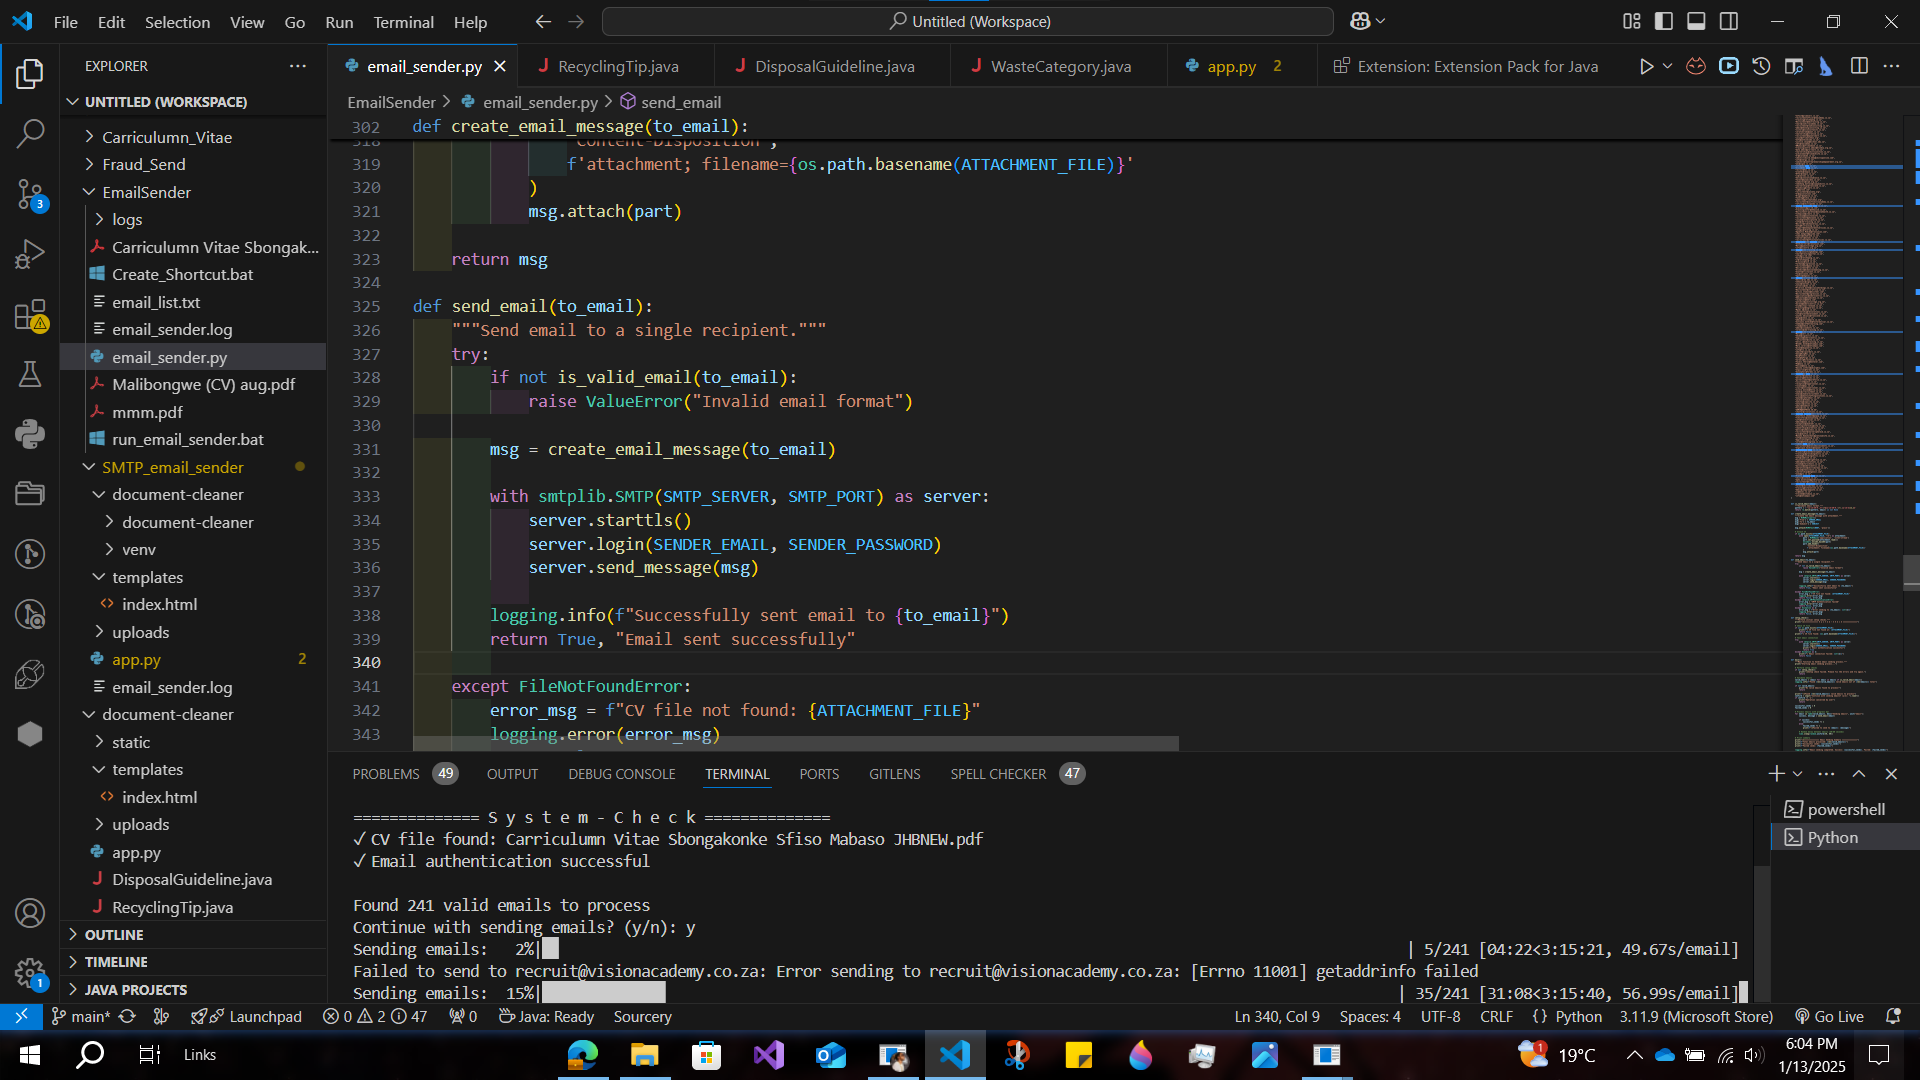 File Edit Selection View Go Run Terminal Help
Untitled (Workspace)
EXPLORER
UNTITLED (WORKSPACE)
Carriculumn_Vitae
Fraud_Send
EmailSender
logs
Carriculumn Vitae Sbongak...
Create_Shortcut.bat
email_list.txt
email_sender.log
email_sender.py
Malibongwe (CV) aug.pdf
mmm.pdf
run_email_sender.bat
SMTP_email_sender
document-cleaner
document-cleaner
venv
templates
index.html
uploads
app.py 2
email_sender.log
document-cleaner
static
templates
index.html
uploads
app.py
DisposalGuideline.java
RecyclingTip.java
OUTLINE
TIMELINE
JAVA PROJECTS
3
1
email_sender.py RecyclingTip.java DisposalGuideline.java WasteCategory.java app.py 2 Extension: Extension Pack for Java
EmailSender > email_sender.py > send_email
302 def create_email_message(to_email):
318 "Content-Disposition",
319 f'attachment; filename={os.path.basename(ATTACHMENT_FILE)}'
320 )
321 msg.attach(part)
322
323 return msg
324
325 def send_email(to_email):
326 """Send email to a single recipient."""
327 try:
328 if not is_valid_email(to_email):
329 raise ValueError("Invalid email format")
330
331 msg = create_email_message(to_email)
332
333 with smtplib.SMTP(SMTP_SERVER, SMTP_PORT) as server:
334 server.starttls()
335 server.login(SENDER_EMAIL, SENDER_PASSWORD)
336 server.send_message(msg)
337
338 logging.info(f"Successfully sent email to {to_email}")
339 return True, "Email sent successfully"
340
341 except FileNotFoundError:
342 error_msg = f"CV file not found: {ATTACHMENT_FILE}"
343 logging.error(error_msg)
PROBLEMS 49 OUTPUT DEBUG CONSOLE TERMINAL PORTS GITLENS SPELL CHECKER 47
============== S y s t e m - C h e c k ==============
✓ CV file found: Carriculumn Vitae Sbongakonke Sfiso Mabaso JHBNEW.pdf
✓ Email authentication successful
Found 241 valid emails to process
Continue with sending emails? (y/n): y
Sending emails: 2%| | 5/241 [04:22<3:15:21, 49.67s/email]
Failed to send to recruit@visionacademy.co.za: Error sending to recruit@visionacademy.co.za: [Errno 11001] getaddrinfo failed
Sending emails: 15%| | 35/241 [31:08<3:15:40, 56.99s/email]
powershell
Python
main* Launchpad 0 2 47 0 Java: Ready Sourcery Ln 340, Col 9 Spaces: 4 UTF-8 CRLF {} Python 3.11.9 (Microsoft Store) Go Live
Links
1
19°C
6:04 PM
1/13/2025